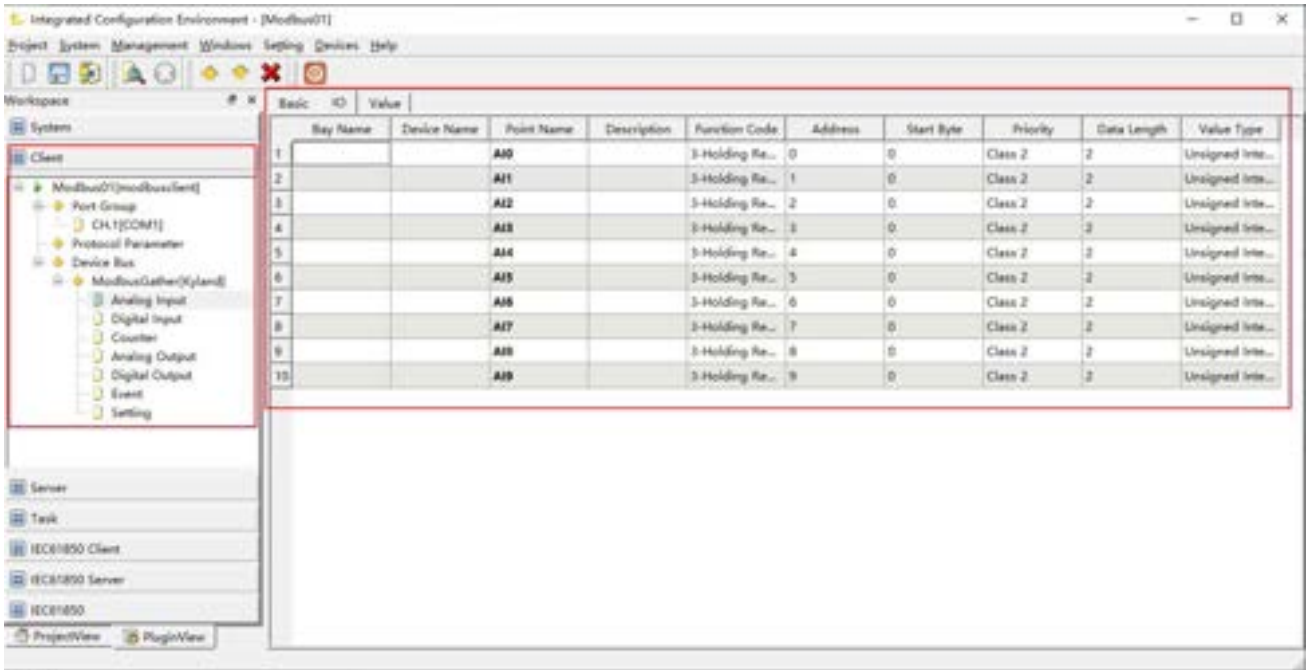 Integrated Configuration Environment - [Modbus01]
Project System Management Windows Setting Devices Help
Workspace
System
Client
Modbus01[modbusclient]
Port Group
CH.1[COM1]
Protocol Parameter
Device Bus
ModbusGather[Kyland]
Analog Input
Digital Input
Counter
Analog Output
Digital Output
Event
Setting
Server
Task
IEC61850 Client
IEC61850 Server
IEC61850
ProjectView PluginView
Basic IO Value
Bay Name Device Name Point Name Description Function Code Address Start Byte Priority Data Length Value Type
1 AI0 3-Holding Re... 0 0 Class 2 2 Unsigned Inte...
2 AI1 3-Holding Re... 1 0 Class 2 2 Unsigned Inte...
3 AI2 3-Holding Re... 2 0 Class 2 2 Unsigned Inte...
4 AI3 3-Holding Re... 3 0 Class 2 2 Unsigned Inte...
5 AI4 3-Holding Re... 4 0 Class 2 2 Unsigned Inte...
6 AI5 3-Holding Re... 5 0 Class 2 2 Unsigned Inte...
7 AI6 3-Holding Re... 6 0 Class 2 2 Unsigned Inte...
8 AI7 3-Holding Re... 7 0 Class 2 2 Unsigned Inte...
9 AI8 3-Holding Re... 8 0 Class 2 2 Unsigned Inte...
10 AI9 3-Holding Re... 9 0 Class 2 2 Unsigned Inte...